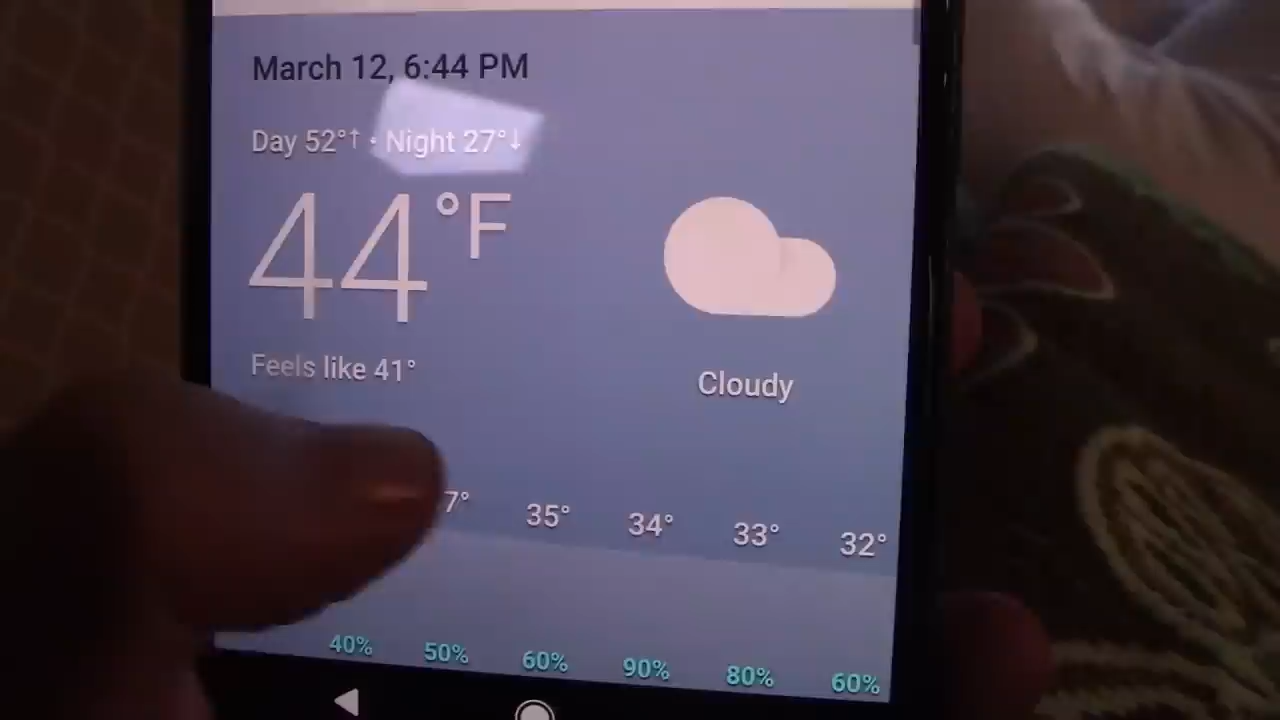 March 12, 6:44 PM
Day 52°↑ • Night 27°↓
44°F
Feels like 41°
Cloudy
7° 35° 34° 33° 32°
40% 50% 60% 90% 80% 60%